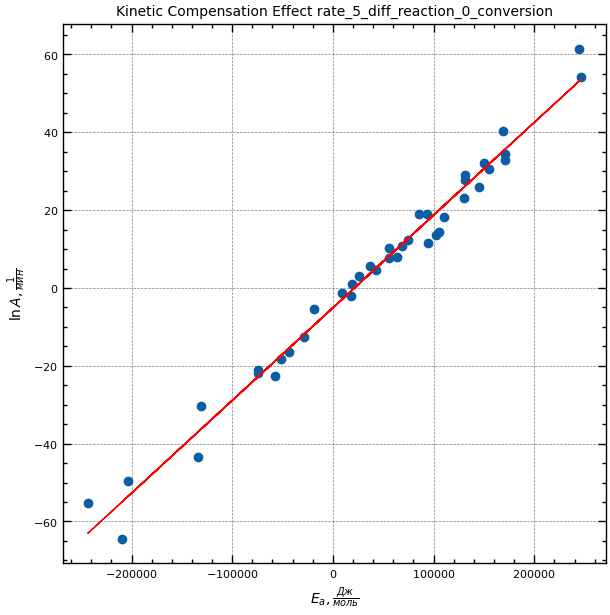 Kinetic Compensation Effect rate_5_diff_reaction_0_conversion
ln A, 1/мин
60
40
20
0
−20
−40
−60
−200000 −100000 0 100000 200000
Eₐ, Дж/моль